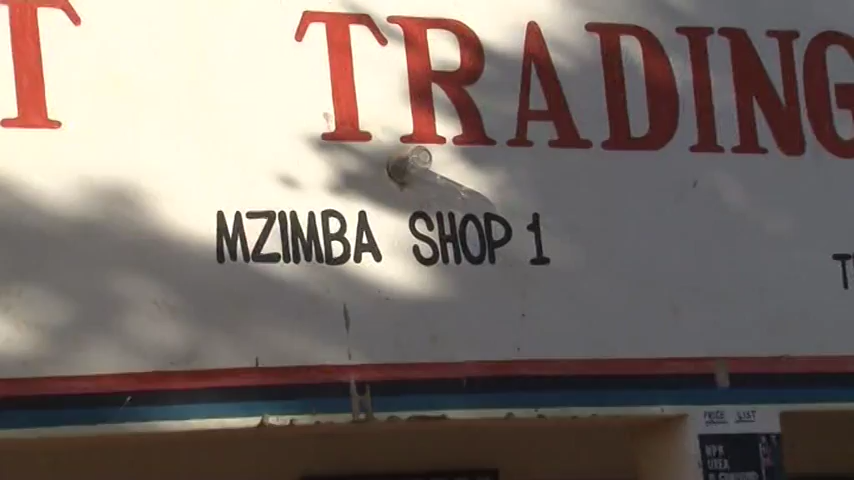 T TRADING
MZIMBA SHOP 1
T
PRICE LIST
NPK
UREA